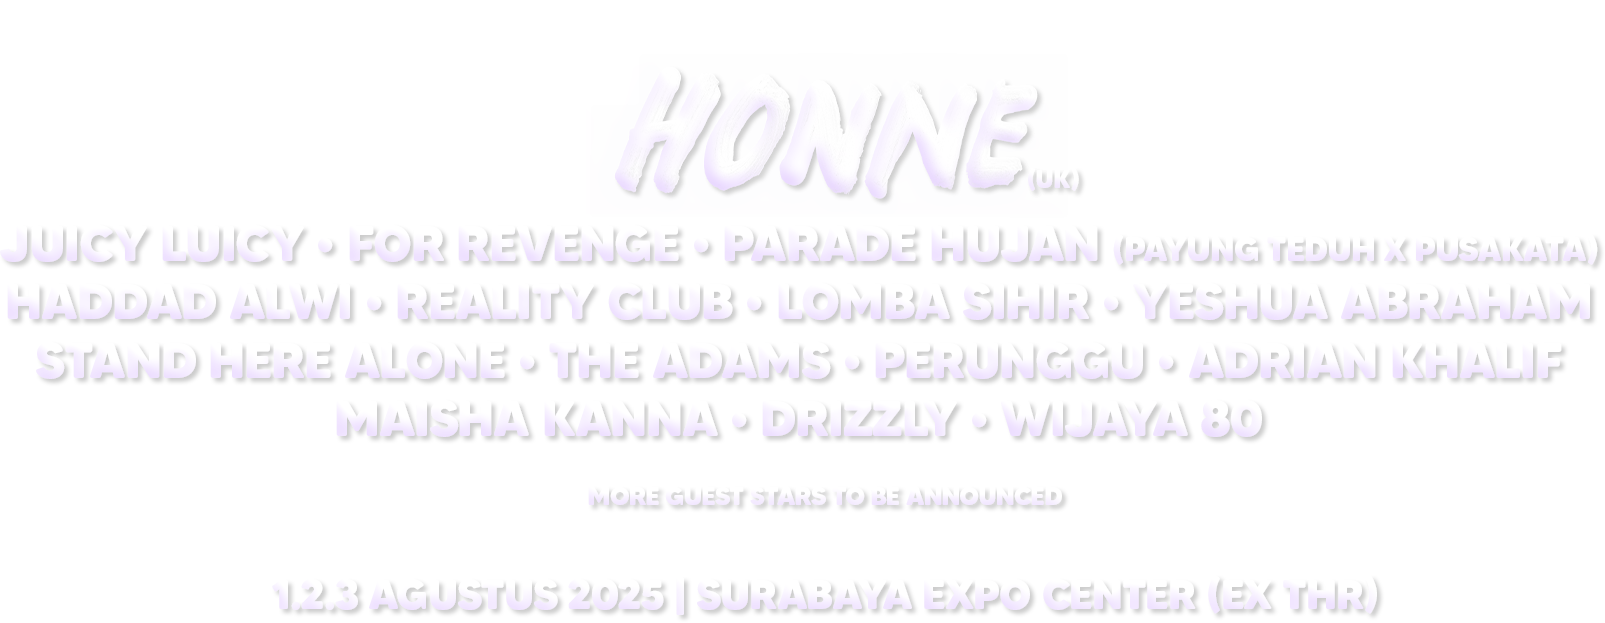 HONNE (UK)
JUICY LUICY • FOR REVENGE • PARADE HUJAN (PAYUNG TEDUH X PUSAKATA)
HADDAD ALWI • REALITY CLUB • LOMBA SIHIR • YESHUA ABRAHAM
STAND HERE ALONE • THE ADAMS • PERUNGGU • ADRIAN KHALIF
MAISHA KANNA • DRIZZLY • WIJAYA 80
MORE GUEST STARS TO BE ANNOUNCED
1.2.3 AGUSTUS 2025 | SURABAYA EXPO CENTER (EX THR)